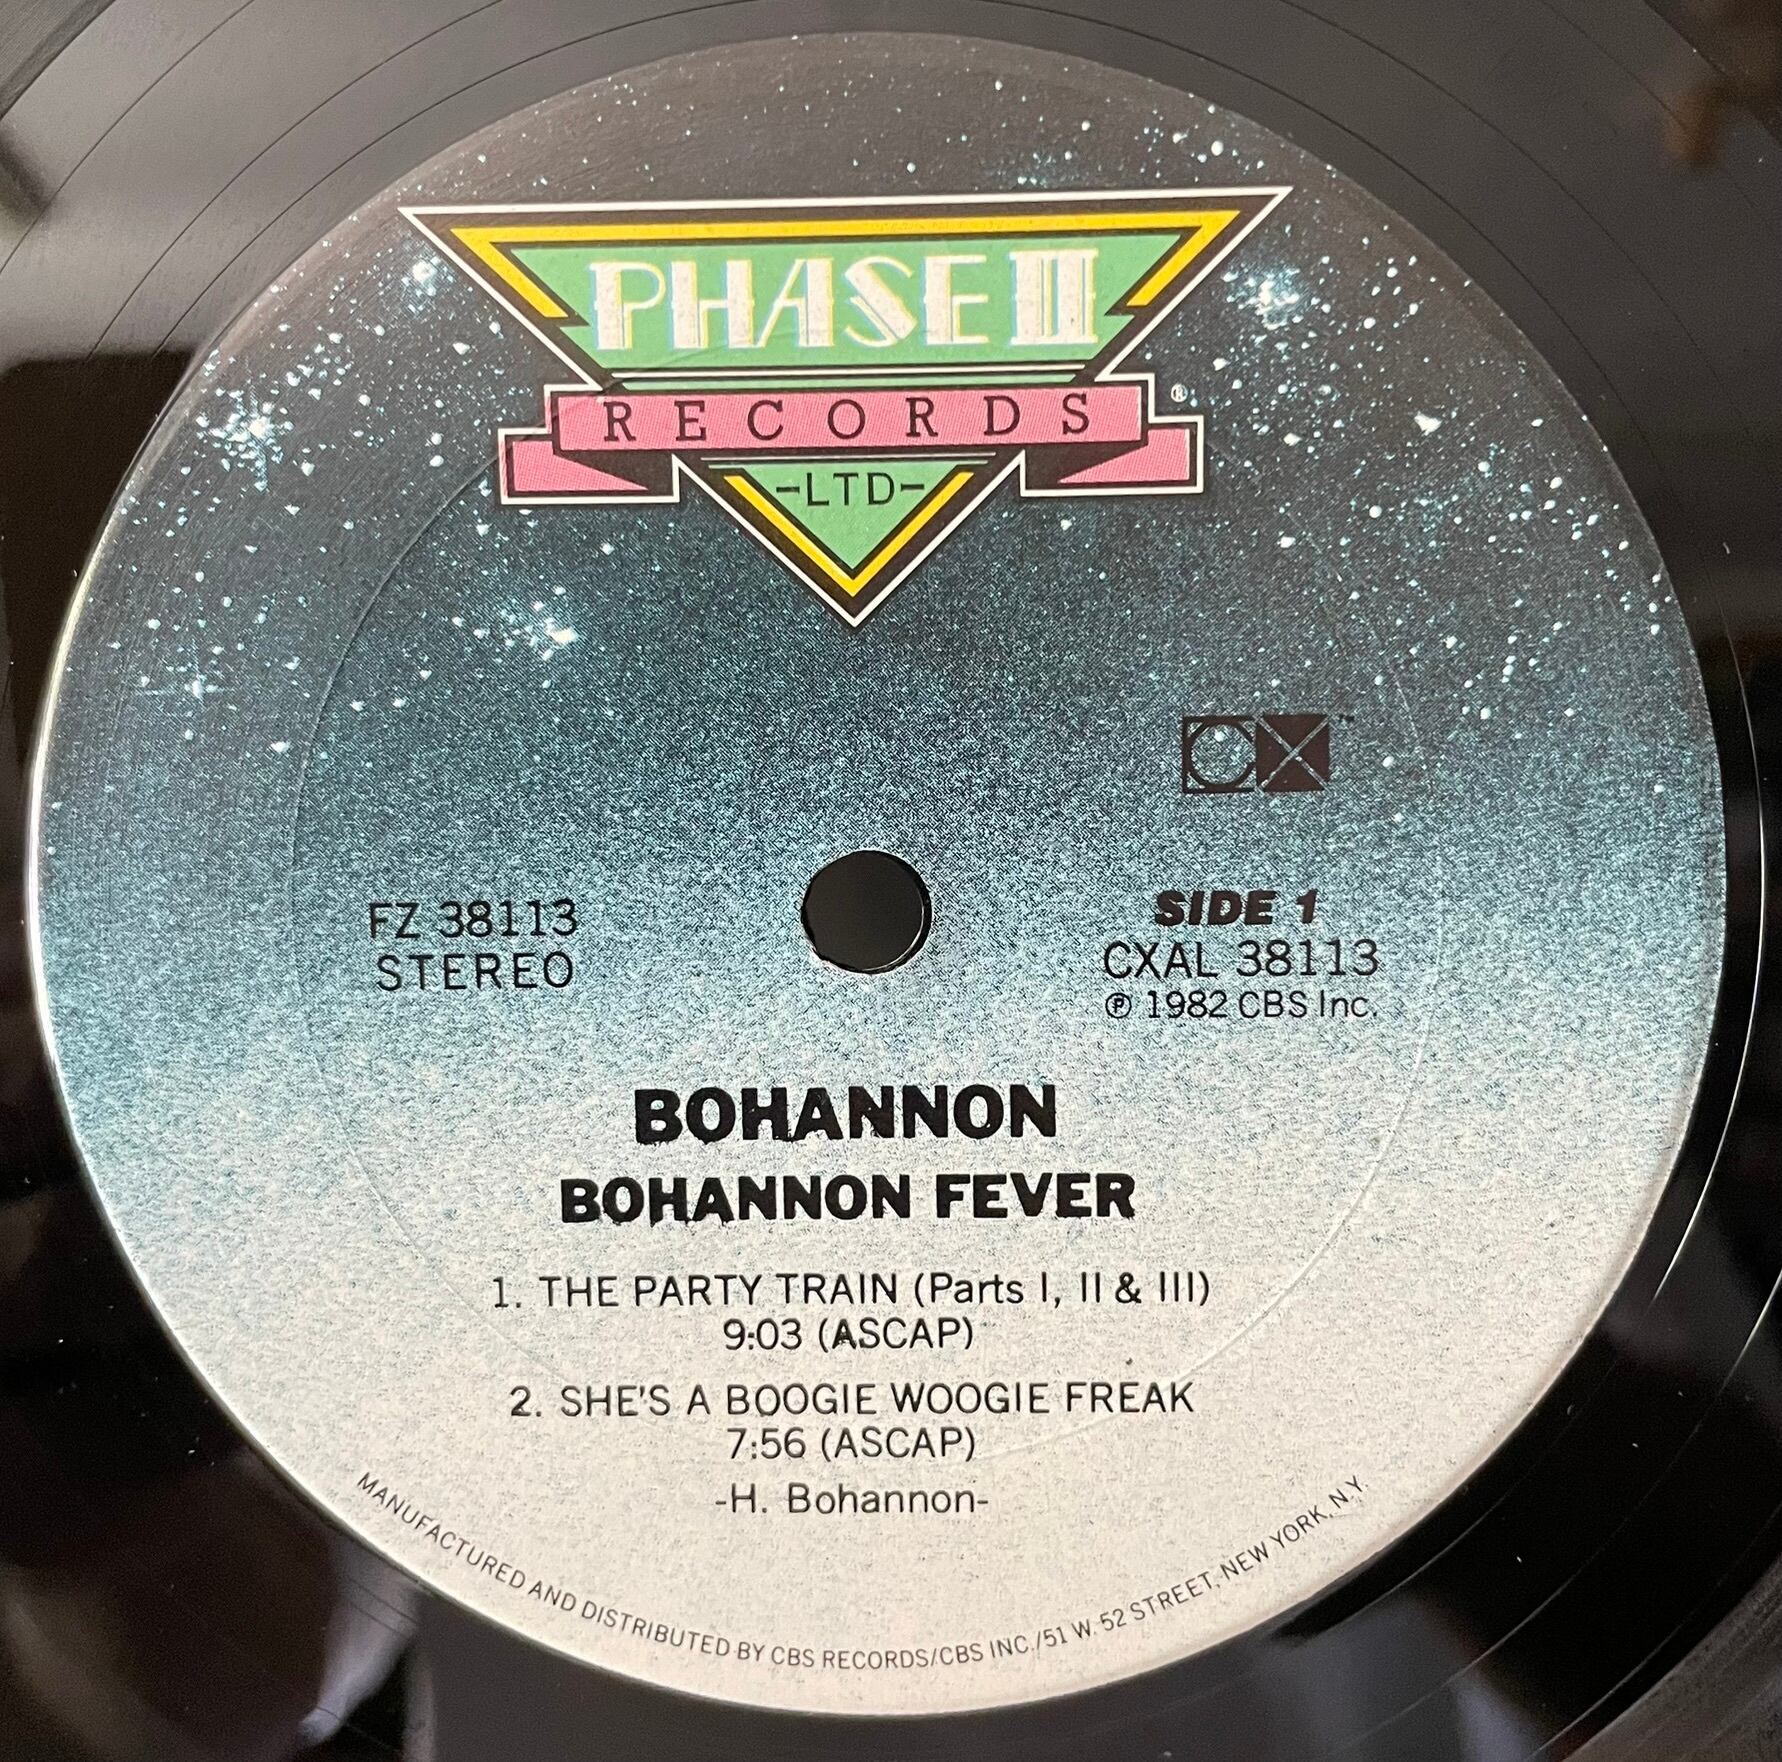 PHASE III
RECORDS ®
-LTD-
CX™
FZ 38113
STEREO
SIDE 1
CXAL 38113
℗ 1982 CBS Inc.
BOHANNON
BOHANNON FEVER
1. THE PARTY TRAIN (Parts I, II & III)
9:03 (ASCAP)
2. SHE'S A BOOGIE WOOGIE FREAK
7:56 (ASCAP)
-H. Bohannon-
MANUFACTURED AND DISTRIBUTED BY CBS RECORDS/CBS INC./51 W. 52 STREET, NEW YORK, N.Y.